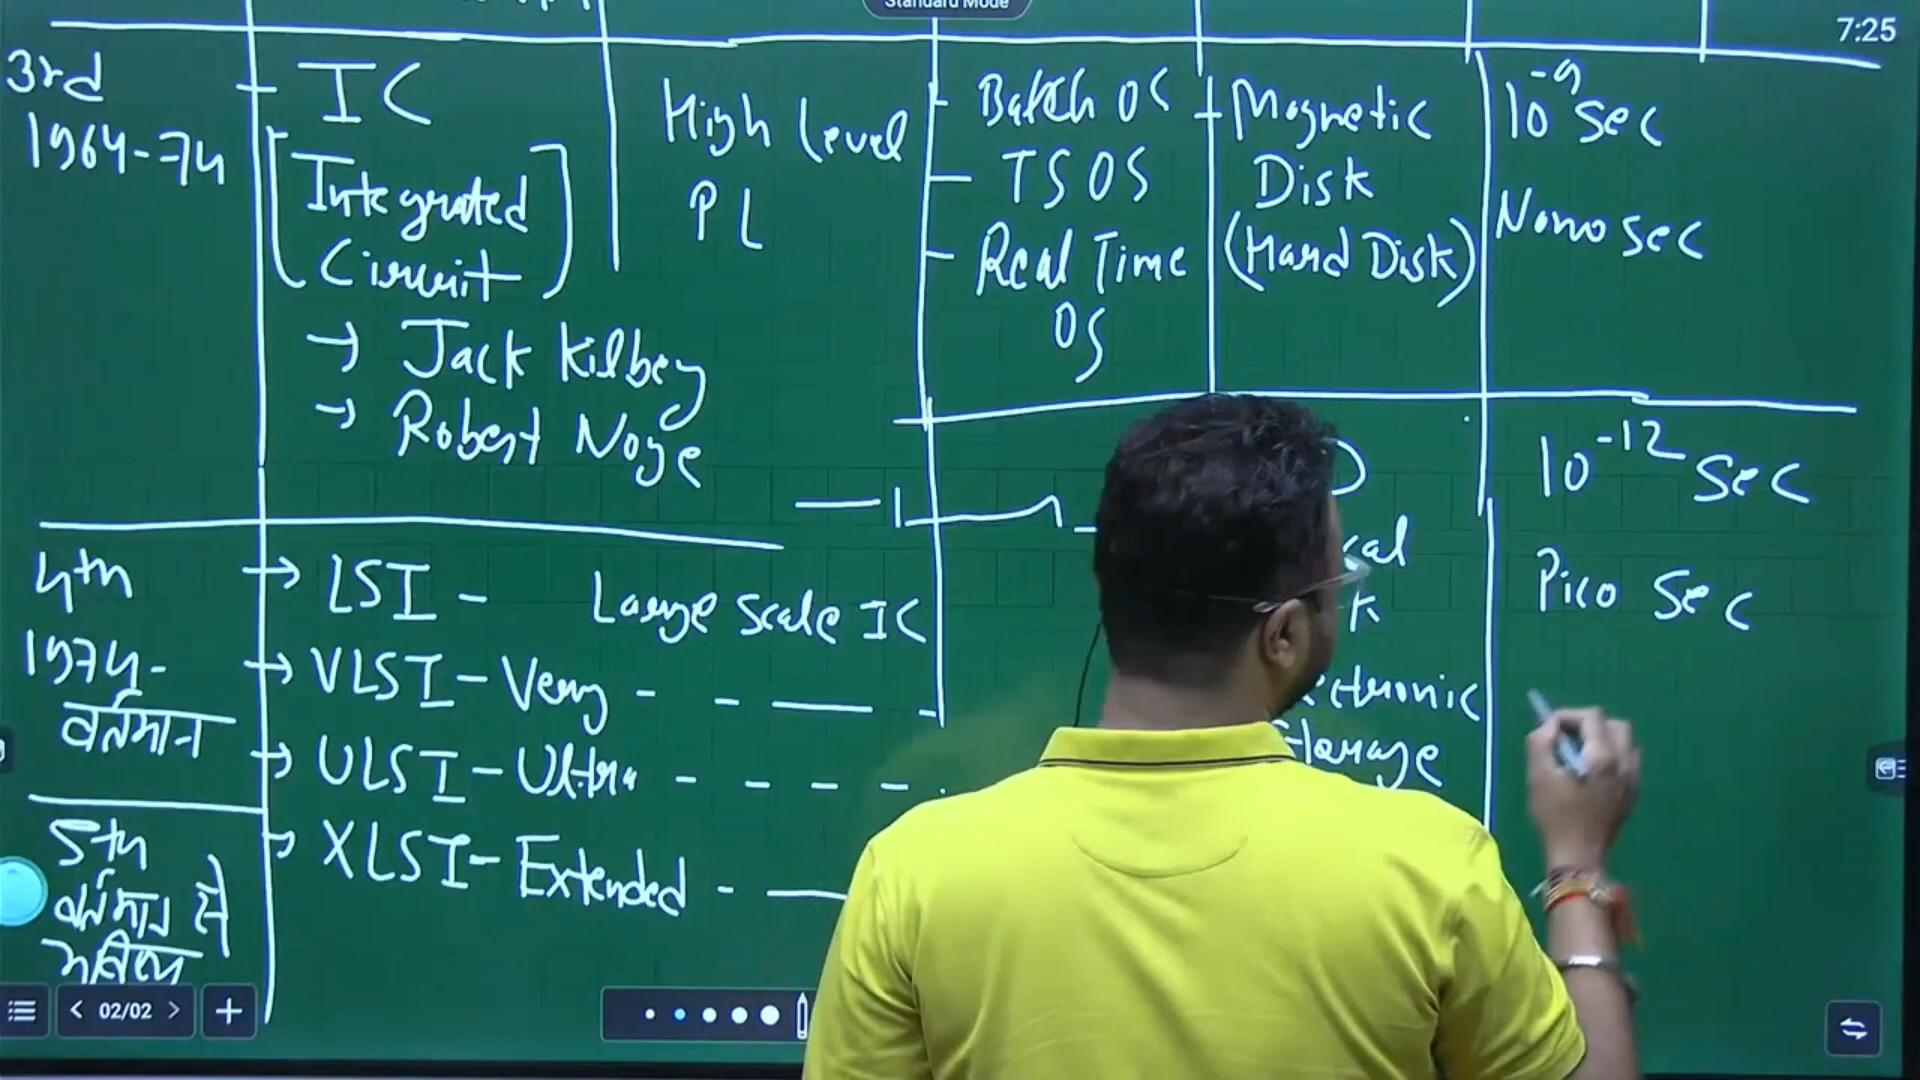 Standard Mode
7:25
3rd
1964-74
IC
[Integrated
Circuit]
→ Jack Kilbey
→ Robert Noye
High Level
PL
Batch OS
TSOS
Real Time
OS
Magnetic
Disk
(Hard Disk)
10-9 sec
Nano sec
4th
1974-
वर्तमान
→ LSI - Large Scale IC
→ VLSI - Very - - — -
→ ULSI - Ultra - - - - -
→ XLSI - Extended - —
10-12 sec
Pico Sec
5th
वर्तमान से
भविष्य
02/02